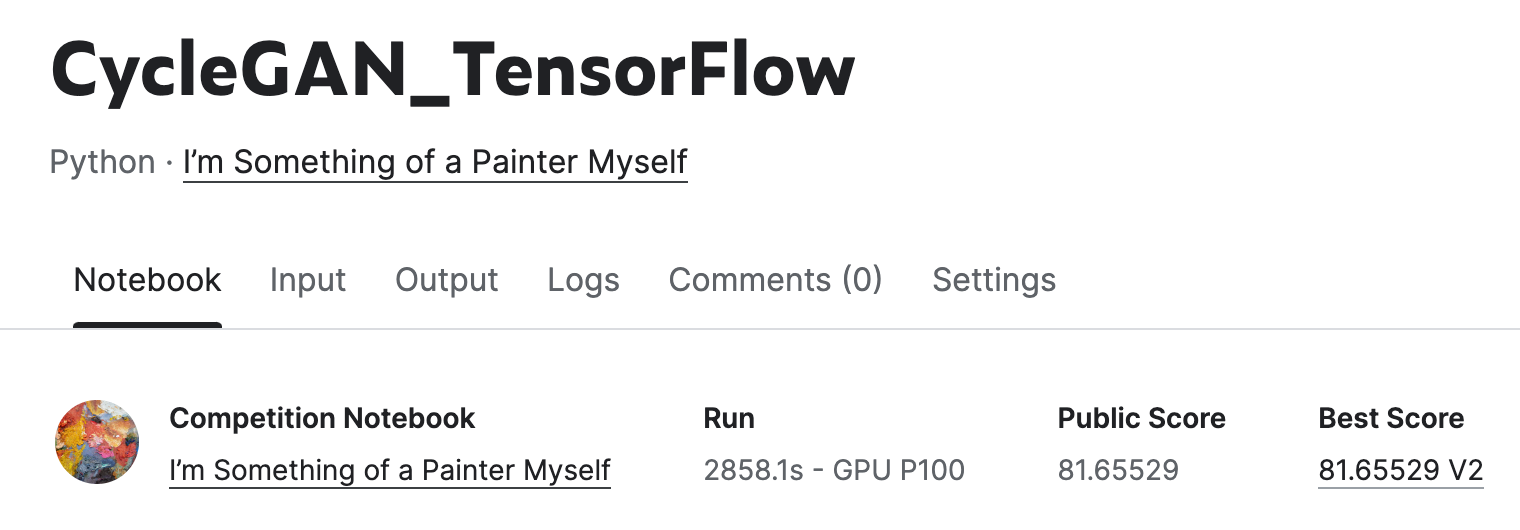 CycleGAN_TensorFlow
Python · I’m Something of a Painter Myself
Notebook Input Output Logs Comments (0) Settings
Competition Notebook Run Public Score Best Score
I’m Something of a Painter Myself 2858.1s - GPU P100 81.65529 81.65529 V2